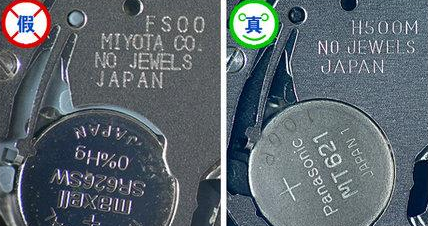 假
FS00
MIYOTA CO.
NO JEWELS
JAPAN
JAPAN
0%Hg
SR626SW
maxell
+
真
H500M
NO JEWELS
JAPAN
Panasonic
MT621
JAPAN 1
+